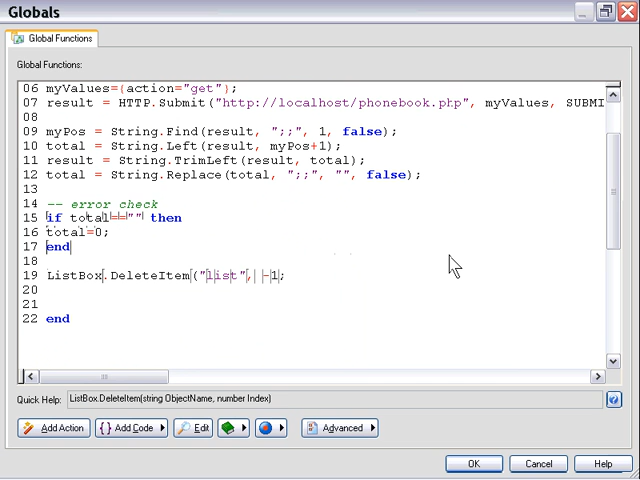 Globals
Global Functions
Global Functions:
06 myValues={action="get"};
07 result = HTTP.Submit("http://localhost/phonebook.php", myValues, SUBMI
08
09 myPos = String.Find(result, ";;", 1, false);
10 total = String.Left(result, myPos+1);
11 result = String.TrimLeft(result, total);
12 total = String.Replace(total, ";;", "", false);
13
14 -- error check
15 if total=="" then
16 total=0;
17 end
18
19 ListBox.DeleteItem("list", -1);
20
21
22 end
Quick Help: ListBox.DeleteItem(string ObjectName, number Index)
Add Action { } Add Code Edit Advanced
OK Cancel Help